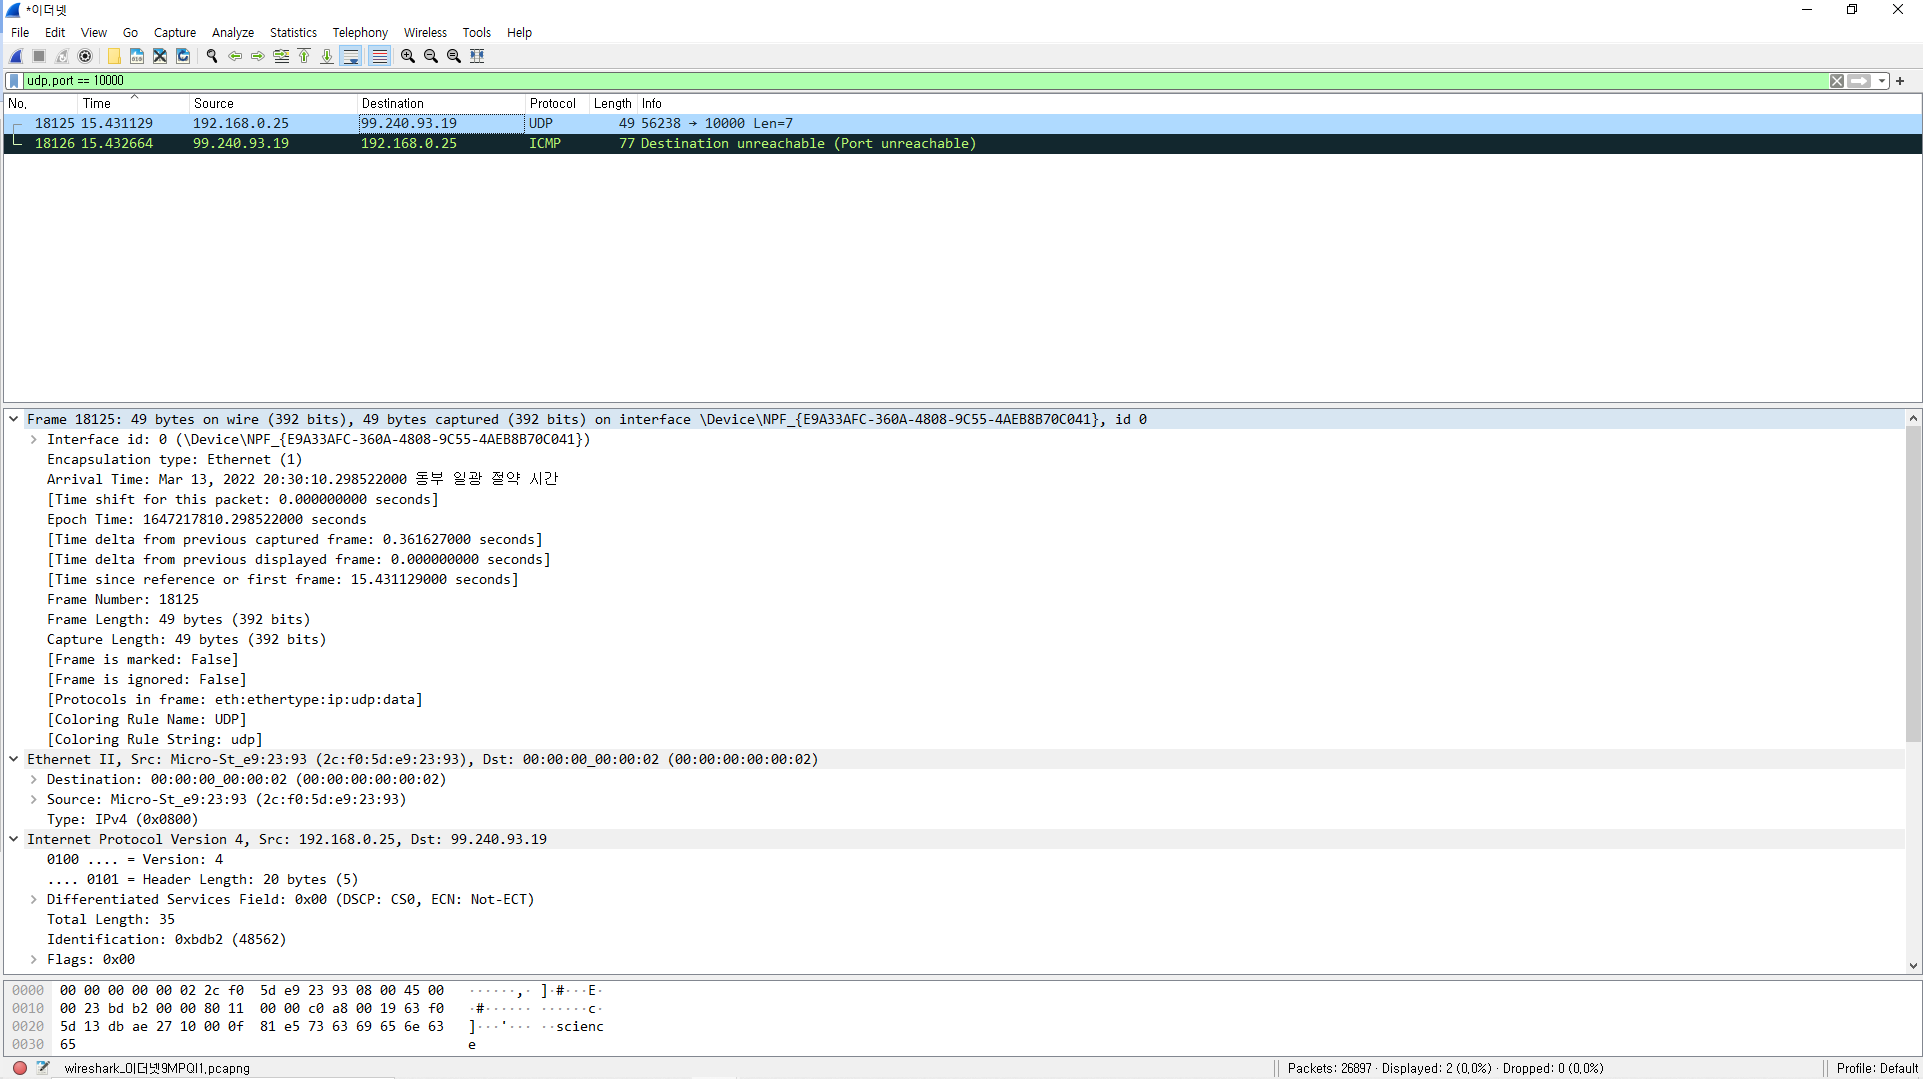 *이더넷
File Edit View Go Capture Analyze Statistics Telephony Wireless Tools Help
udp.port == 10000
No. Time Source Destination Protocol Length Info
18125 15.431129 192.168.0.25 99.240.93.19 UDP 49 56238 → 10000 Len=7
18126 15.432664 99.240.93.19 192.168.0.25 ICMP 77 Destination unreachable (Port unreachable)
Frame 18125: 49 bytes on wire (392 bits), 49 bytes captured (392 bits) on interface \Device\NPF_{E9A33AFC-360A-4808-9C55-4AEB8B70C041}, id 0
Interface id: 0 (\Device\NPF_{E9A33AFC-360A-4808-9C55-4AEB8B70C041})
Encapsulation type: Ethernet (1)
Arrival Time: Mar 13, 2022 20:30:10.298522000 동부 일광 절약 시간
[Time shift for this packet: 0.000000000 seconds]
Epoch Time: 1647217810.298522000 seconds
[Time delta from previous captured frame: 0.361627000 seconds]
[Time delta from previous displayed frame: 0.000000000 seconds]
[Time since reference or first frame: 15.431129000 seconds]
Frame Number: 18125
Frame Length: 49 bytes (392 bits)
Capture Length: 49 bytes (392 bits)
[Frame is marked: False]
[Frame is ignored: False]
[Protocols in frame: eth:ethertype:ip:udp:data]
[Coloring Rule Name: UDP]
[Coloring Rule String: udp]
Ethernet II, Src: Micro-St_e9:23:93 (2c:f0:5d:e9:23:93), Dst: 00:00:00_00:00:02 (00:00:00:00:00:02)
Destination: 00:00:00_00:00:02 (00:00:00:00:00:02)
Source: Micro-St_e9:23:93 (2c:f0:5d:e9:23:93)
Type: IPv4 (0x0800)
Internet Protocol Version 4, Src: 192.168.0.25, Dst: 99.240.93.19
0100 .... = Version: 4
.... 0101 = Header Length: 20 bytes (5)
Differentiated Services Field: 0x00 (DSCP: CS0, ECN: Not-ECT)
Total Length: 35
Identification: 0xbdb2 (48562)
Flags: 0x00
0000 00 00 00 00 00 02 2c f0 5d e9 23 93 08 00 45 00 ······,· ]·#···E·
0010 00 23 bd b2 00 00 80 11 00 00 c0 a8 00 19 63 f0 ·#······ ······c·
0020 5d 13 db ae 27 10 00 0f 81 e5 73 63 69 65 6e 63 ]···'··· ··scienc
0030 65 e
wireshark_이더넷9MPQI1.pcapng Packets: 26897 · Displayed: 2 (0.0%) · Dropped: 0 (0.0%) Profile: Default